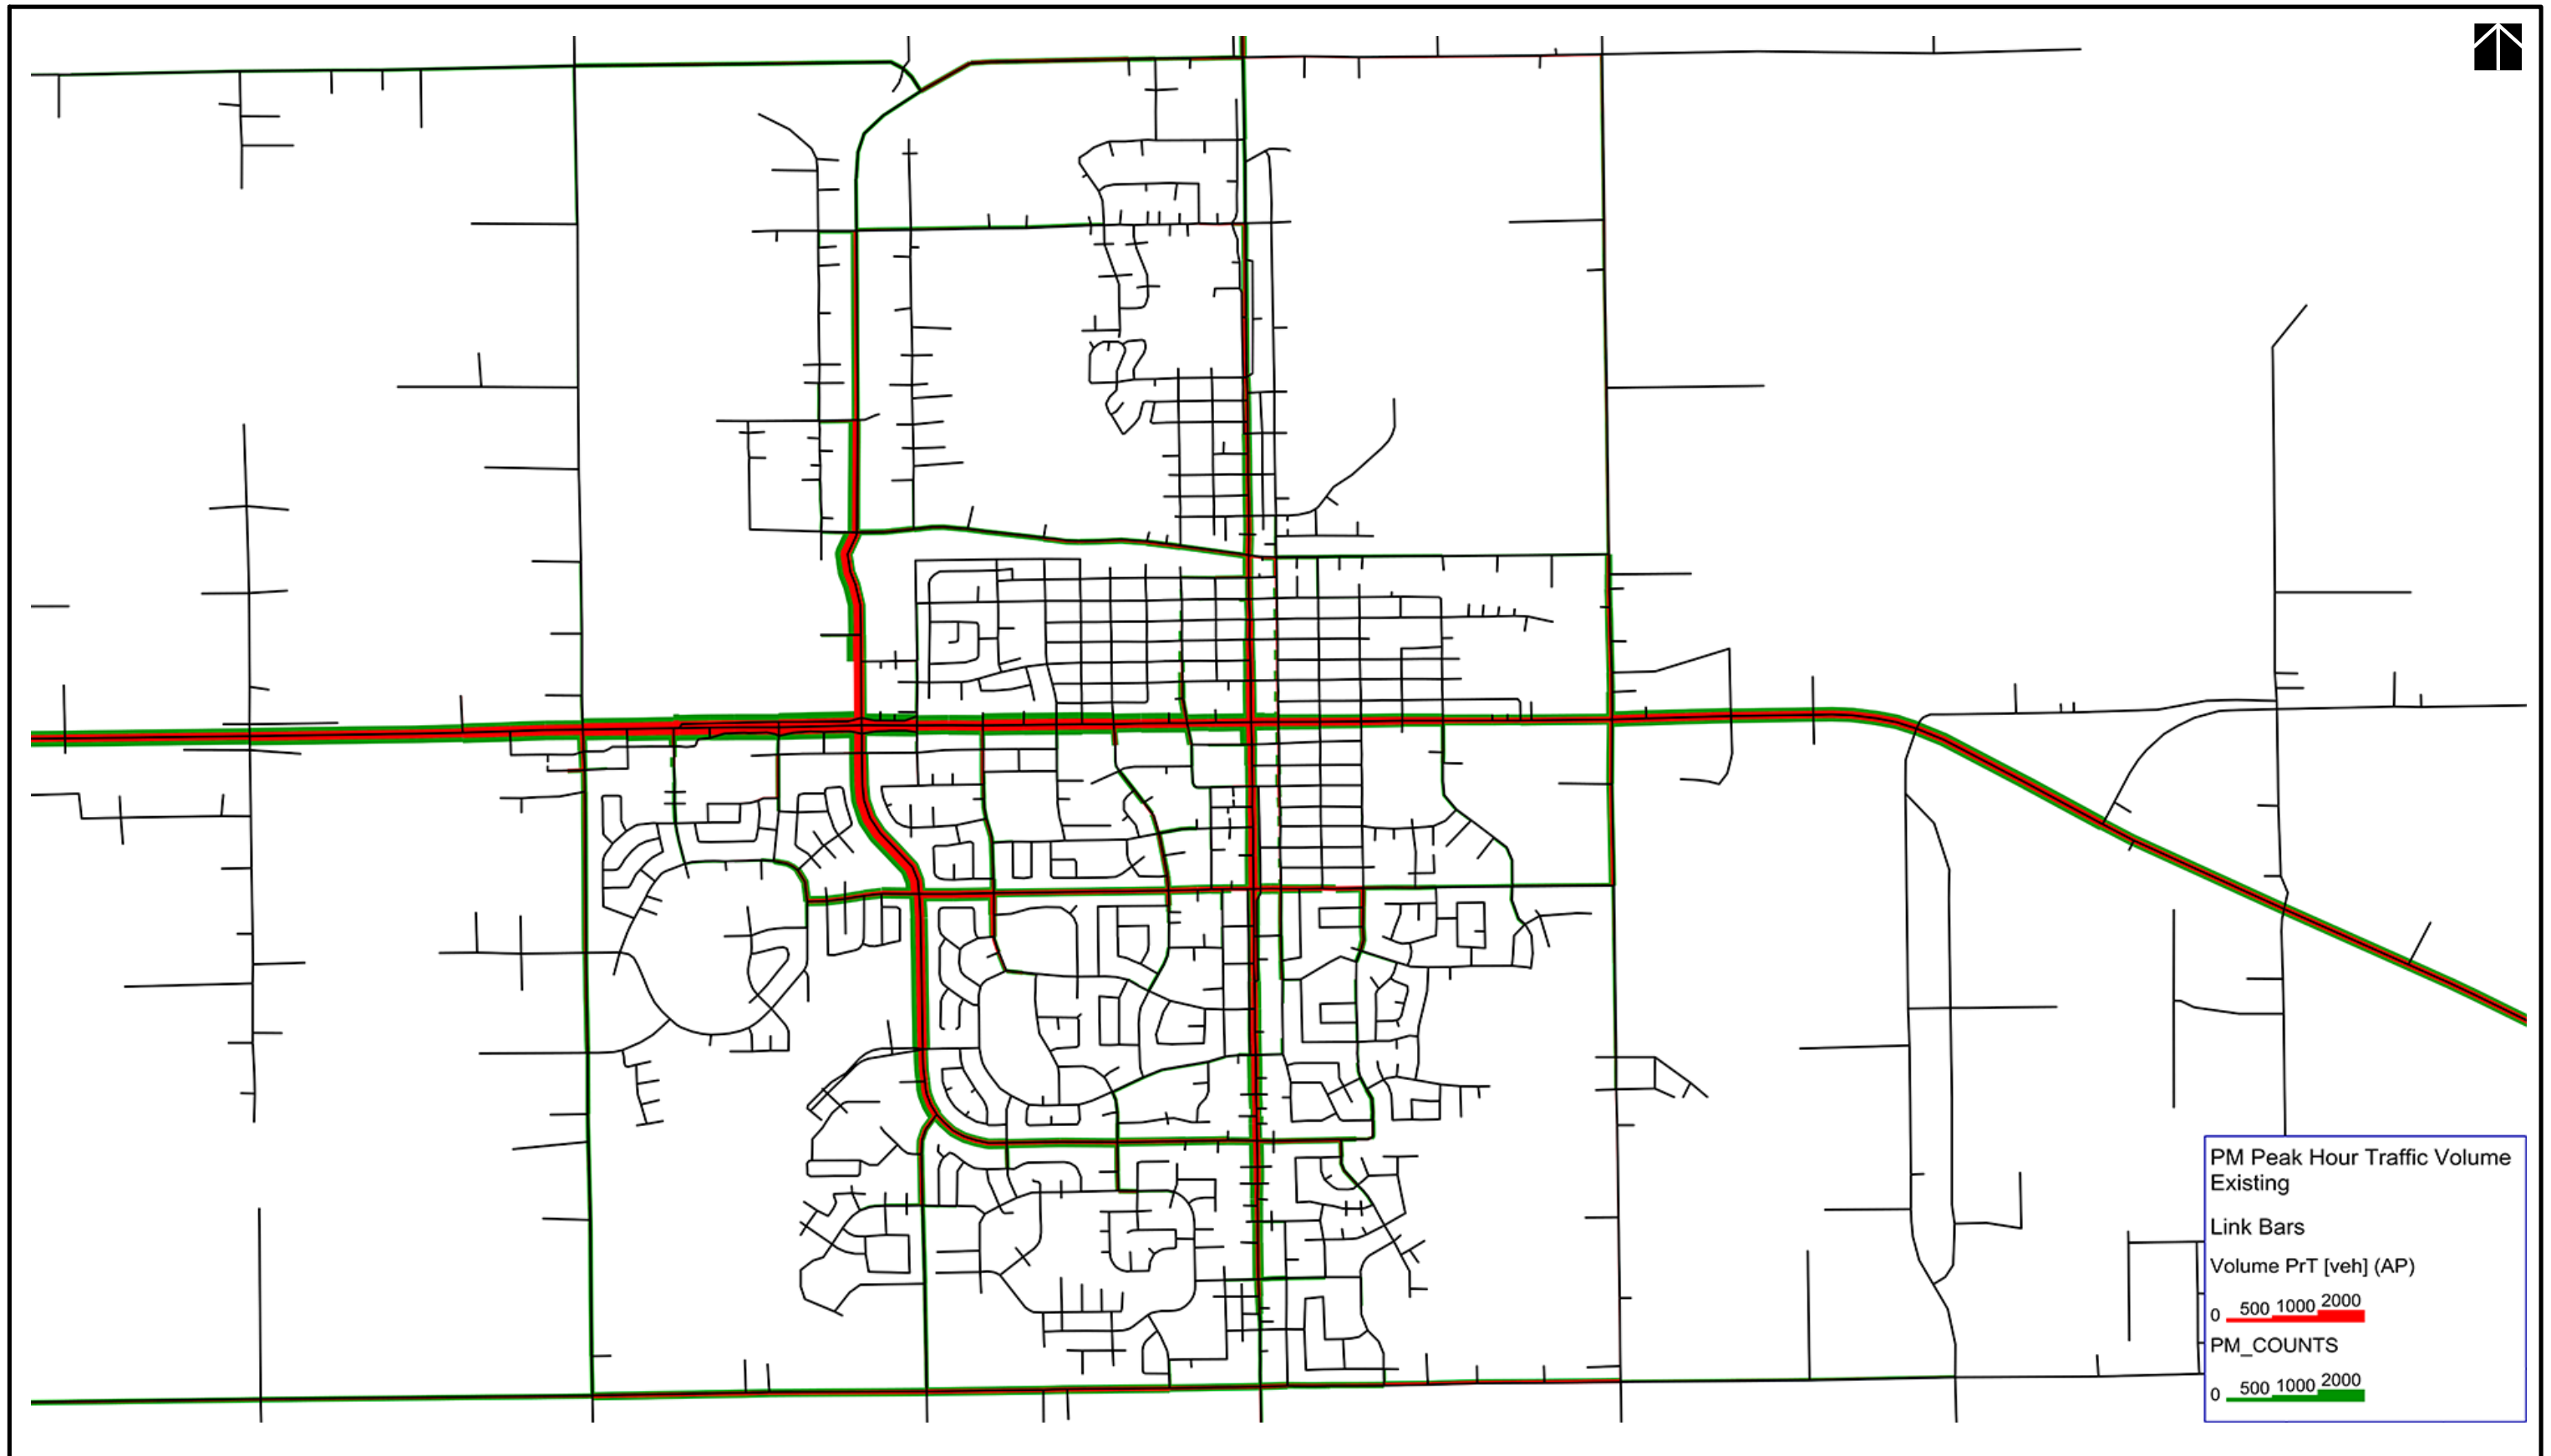 PM Peak Hour Traffic Volume
Existing
Link Bars
Volume PrT [veh] (AP)
0 500 1000 2000
PM_COUNTS
0 500 1000 2000